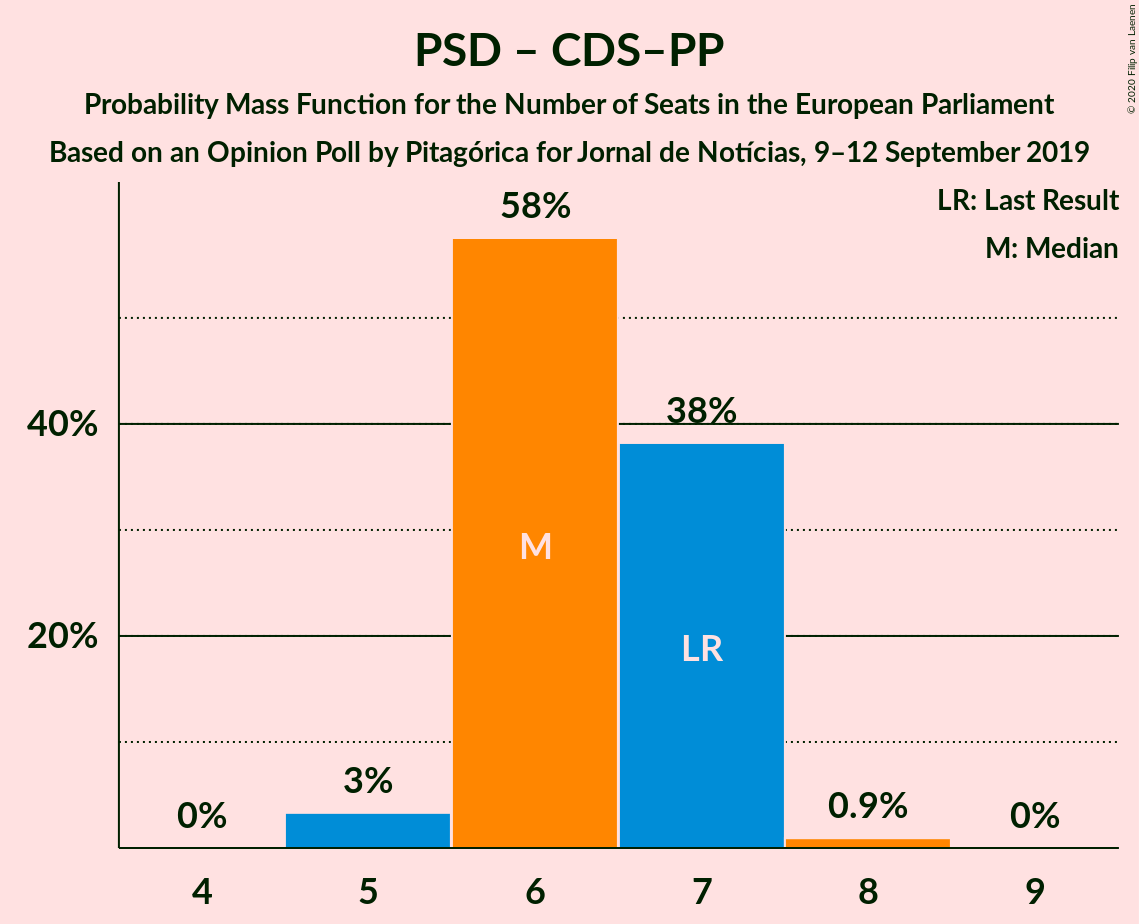 PSD – CDS–PP
Probability Mass Function for the Number of Seats in the European Parliament
Based on an Opinion Poll by Pitagórica for Jornal de Notícias, 9–12 September 2019
© 2020 Filip van Laenen
LR: Last Result
M: Median
58%
38%
40%
M
LR
20%
3%
0.9%
0%
0%
4 5 6 7 8 9